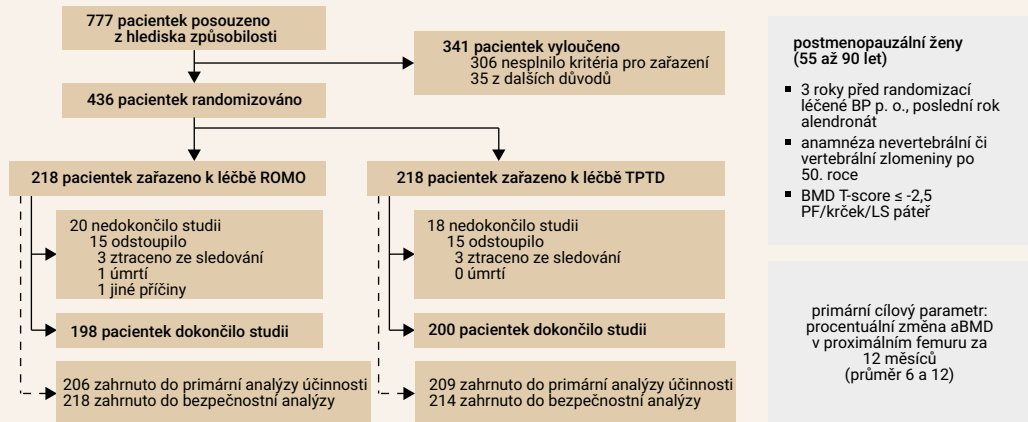 777 pacientek posouzeno
z hlediska způsobilosti
341 pacientek vyloučeno
306 nesplnilo kritéria pro zařazení
35 z dalších důvodů
436 pacientek randomizováno
218 pacientek zařazeno k léčbě ROMO
20 nedokončilo studii
15 odstoupilo
3 ztraceno ze sledování
1 úmrtí
1 jiné příčiny
198 pacientek dokončilo studii
206 zahrnuto do primární analýzy účinnosti
218 zahrnuto do bezpečnostní analýzy
218 pacientek zařazeno k léčbě TPTD
18 nedokončilo studii
15 odstoupilo
3 ztraceno ze sledování
0 úmrtí
200 pacientek dokončilo studii
209 zahrnuto do primární analýzy účinnosti
214 zahrnuto do bezpečnostní analýzy
postmenopauzální ženy
(55 až 90 let)
▪ 3 roky před randomizací
léčené BP p. o., poslední rok
alendronát
▪ anamnéza nevertebrální či
vertebrální zlomeniny po
50. roce
▪ BMD T-score ≤ -2,5
PF/krček/LS páteř
primární cílový parametr:
procentuální změna aBMD
v proximálním femuru za
12 měsíců
(průměr 6 a 12)